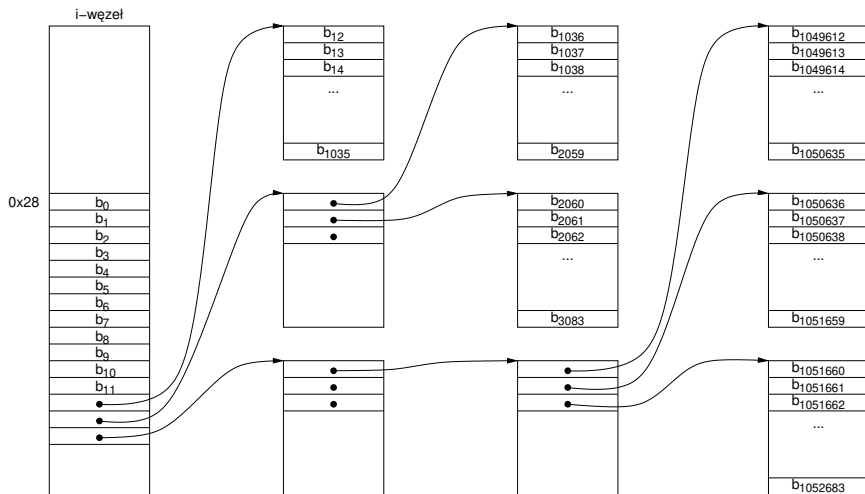 i−węzeł
0x28
b0
b1
b2
b3
b4
b5
b6
b7
b8
b9
b10
b11
b12
b13
b14
...
b1035
b1036
b1037
b1038
...
b2059
b2060
b2061
b2062
...
b3083
b1049612
b1049613
b1049614
...
b1050635
b1050636
b1050637
b1050638
...
b1051659
b1051660
b1051661
b1051662
...
b1052683